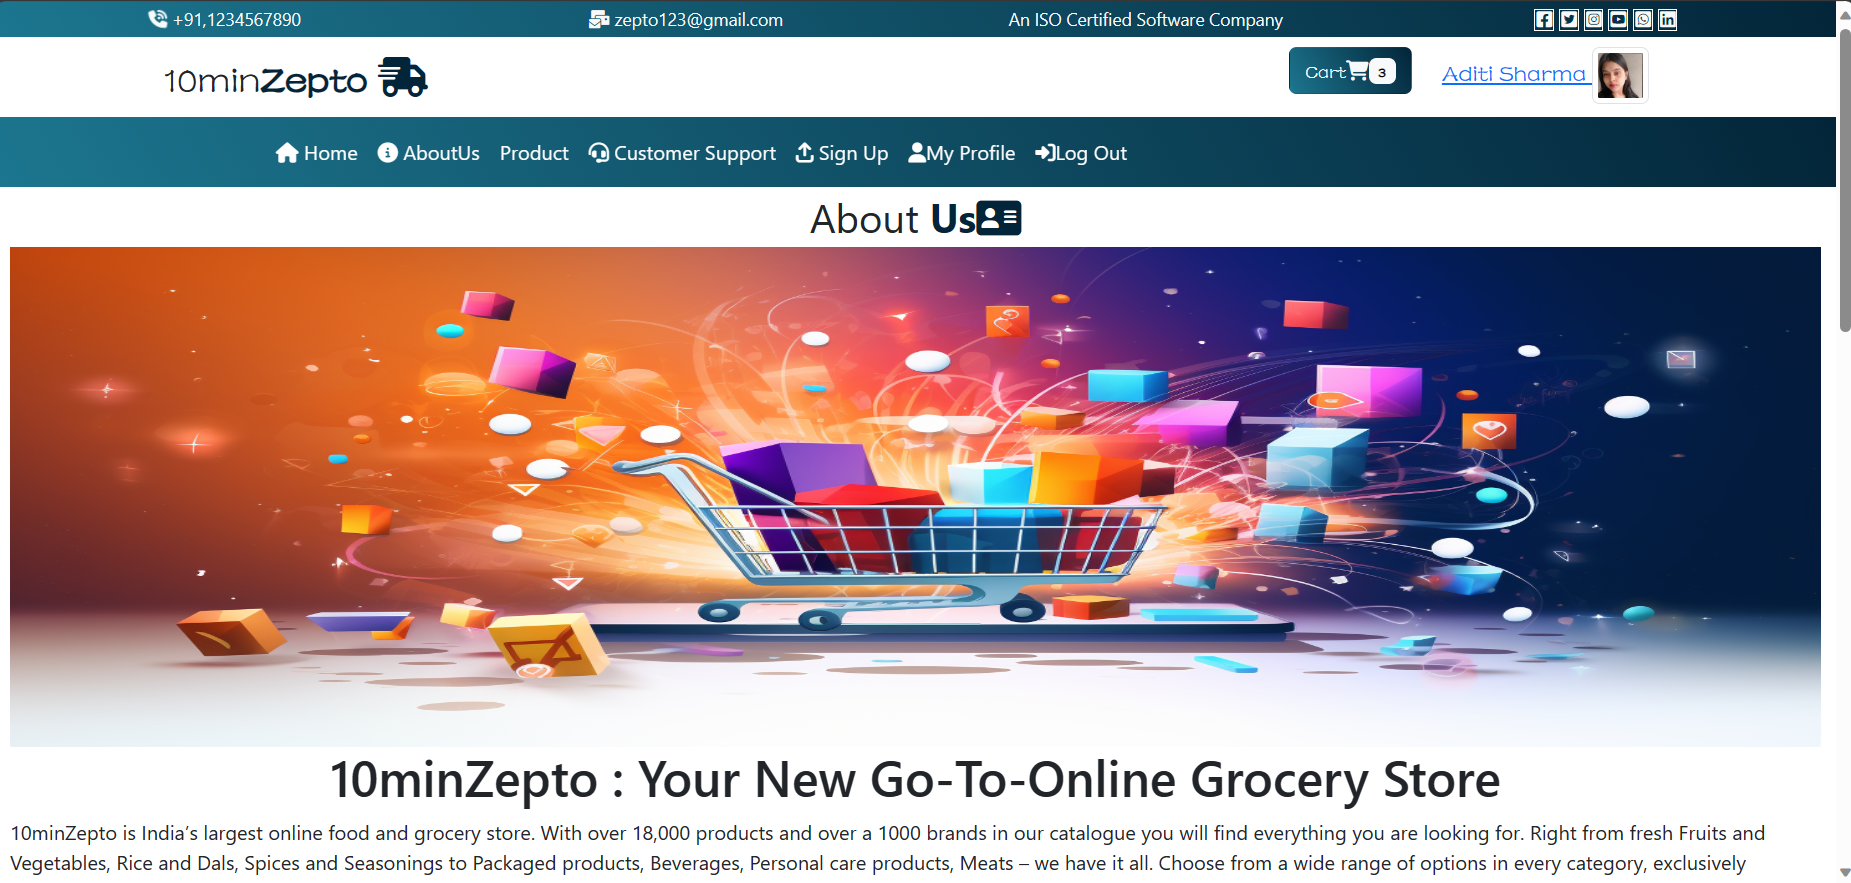 +91,1234567890 zepto123@gmail.com An ISO Certified Software Company
10minZepto Cart 3 Aditi Sharma
Home AboutUs Product Customer Support Sign Up My Profile Log Out
About Us
10minZepto : Your New Go-To-Online Grocery Store
10minZepto is India’s largest online food and grocery store. With over 18,000 products and over a 1000 brands in our catalogue you will find everything you are looking for. Right from fresh Fruits and
Vegetables, Rice and Dals, Spices and Seasonings to Packaged products, Beverages, Personal care products, Meats – we have it all. Choose from a wide range of options in every category, exclusively